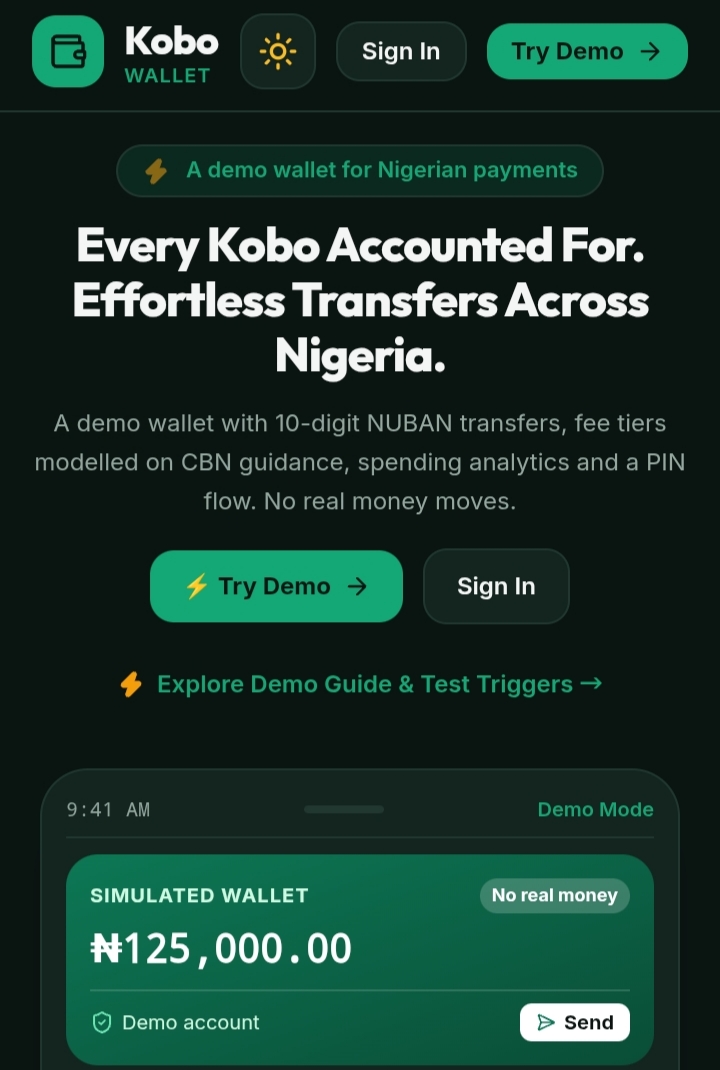 Kobo
WALLET
Sign In
Try Demo →
A demo wallet for Nigerian payments
Every Kobo Accounted For.
Effortless Transfers Across
Nigeria.
A demo wallet with 10-digit NUBAN transfers, fee tiers
modelled on CBN guidance, spending analytics and a PIN
flow. No real money moves.
⚡ Try Demo →
Sign In
Explore Demo Guide & Test Triggers →
9:41 AM
Demo Mode
SIMULATED WALLET
No real money
₦125,000.00
Demo account
Send